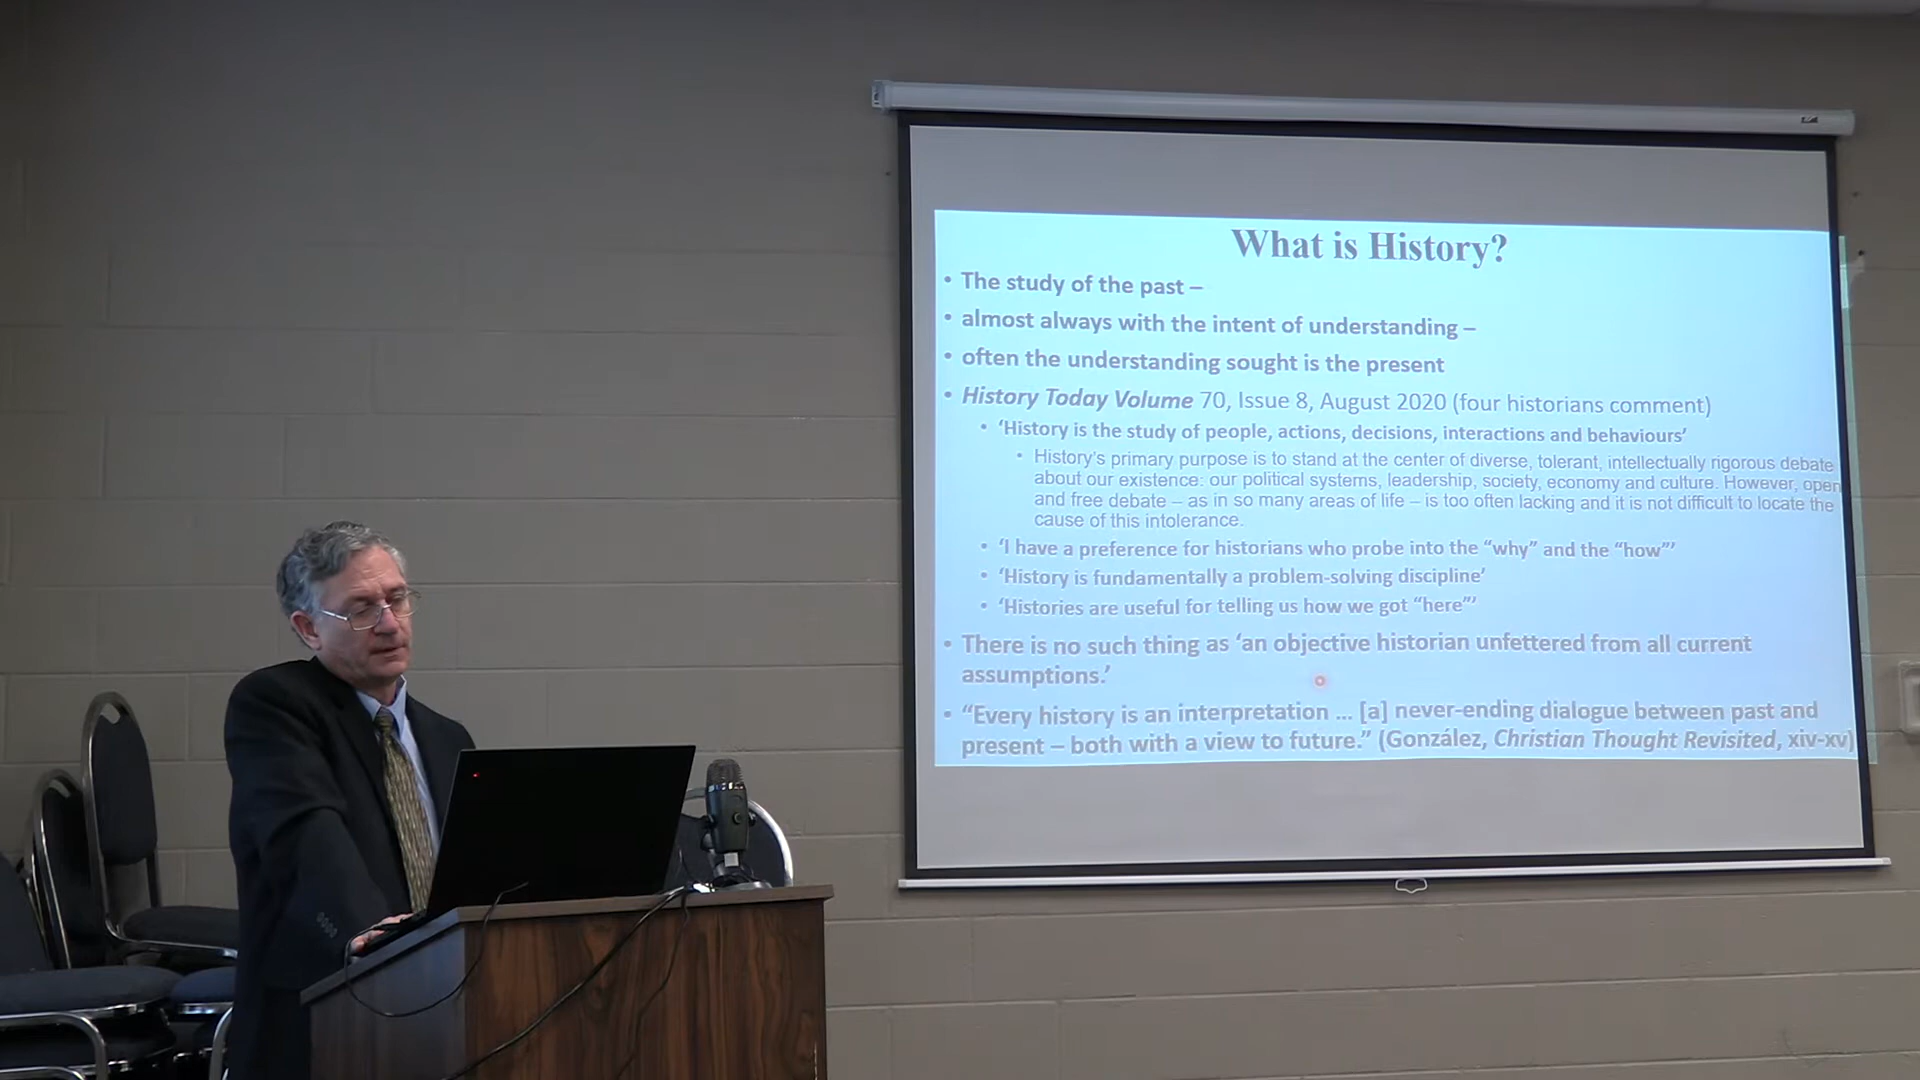 What is History?
• The study of the past –
• almost always with the intent of understanding –
• often the understanding sought is the present
• History Today Volume 70, Issue 8, August 2020 (four historians comment)
• ‘History is the study of people, actions, decisions, interactions and behaviours’
• History's primary purpose is to stand at the center of diverse, tolerant, intellectually rigorous debate
about our existence: our political systems, leadership, society, economy and culture. However, open
and free debate – as in so many areas of life – is too often lacking and it is not difficult to locate the
cause of this intolerance.
• ‘I have a preference for historians who probe into the “why” and the “how”’
• ‘History is fundamentally a problem-solving discipline’
• ‘Histories are useful for telling us how we got “here”’
• There is no such thing as ‘an objective historian unfettered from all current
assumptions.’
• “Every history is an interpretation ... [a] never-ending dialogue between past and
present – both with a view to future.” (González, Christian Thought Revisited, xiv-xv)